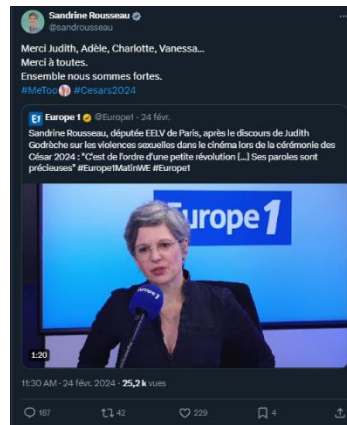 Sandrine Rousseau
@sandrousseau
Merci Judith, Adèle, Charlotte, Vanessa...
Merci à toutes.
Ensemble nous sommes fortes.
#MeToo #Cesars2024
E1 Europe 1 @Europe1 - 24 févr.
Sandrine Rousseau, députée EELV de Paris, après le discours de Judith
Godrèche sur les violences sexuelles dans le cinéma lors de la cérémonie des
César 2024 : "C'est de l'ordre d'une petite révolution [...] Ses paroles sont
précieuses" #Europe1MatinWE #Europe1
Europe 1
Europe 1
1:20
11:30 AM · 24 févr. 2024 · 25,2 k vues
187 42 229 4